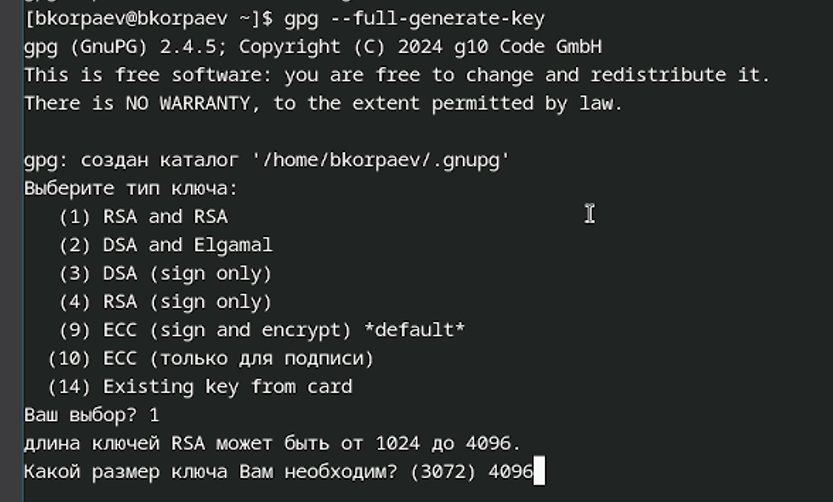 [bkorpaev@bkorpaev ~]$ gpg --full-generate-key
gpg (GnuPG) 2.4.5; Copyright (C) 2024 g10 Code GmbH
This is free software: you are free to change and redistribute it.
There is NO WARRANTY, to the extent permitted by law.
gpg: создан каталог '/home/bkorpaev/.gnupg'
Выберите тип ключа:
(1) RSA and RSA
(2) DSA and Elgamal
(3) DSA (sign only)
(4) RSA (sign only)
(9) ECC (sign and encrypt) *default*
(10) ECC (только для подписи)
(14) Existing key from card
Ваш выбор? 1
длина ключей RSA может быть от 1024 до 4096.
Какой размер ключа Вам необходим? (3072) 4096